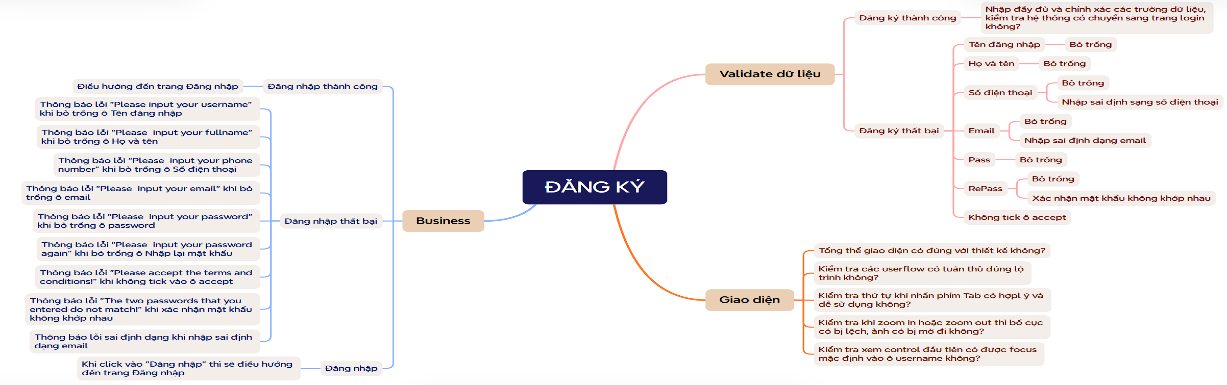 ĐĂNG KÝ
Validate dữ liệu
Đăng ký thành công
Nhập đầy đủ và chính xác các trường dữ liệu,
kiểm tra hệ thống có chuyển sang trang login
không?
Đăng ký thất bại
Tên đăng nhập
Bỏ trống
Họ và tên
Bỏ trống
Số điện thoại
Bỏ trống
Nhập sai định sạng số điện thoại
Email
Bỏ trống
Nhập sai định dạng email
Pass
Bỏ trống
RePass
Bỏ trống
Xác nhận mật khẩu không khớp nhau
Không tick ô accept
Giao diện
Tổng thể giao diện có đúng với thiết kế không?
Kiểm tra các userflow có tuân thủ đúng lộ
trình không?
Kiểm tra thứ tự khi nhấn phím Tab có hợpl ý và
dễ sử dụng không?
Kiểm tra khi zoom in hoặc zoom out thì bố cục
có bị lệch, ảnh có bị mờ đi không?
Kiểm tra xem control đầu tiên có được focus
mặc định vào ô username không?
Business
Đăng nhập thành công
Điều hướng đến trang Đăng nhập
Đăng nhập thất bại
Thông báo lỗi "Please input your username"
khi bỏ trống ô Tên đăng nhập
Thông báo lỗi "Please input your fullname"
khi bỏ trống ô Họ và tên
Thông báo lỗi "Please input your phone
number" khi bỏ trống ô Số điện thoại
Thông báo lỗi "Please input your email" khi bỏ
trống ô email
Thông báo lỗi "Please input your password"
khi bỏ trống ô password
Thông báo lỗi "Please input your password
again" khi bỏ trống ô Nhập lại mật khẩu
Thông báo lỗi "Please accept the terms and
conditions!" khi không tick vào ô accept
Thông báo lỗi "The two passwords that you
entered do not match!" khi xác nhận mật khẩu
không khớp nhau
Thông báo lỗi sai định dạng khi nhập sai định
dạng email
Đăng nhập
Khi click vào "Đăng nhập" thì sẽ điều hướng
đến trang Đăng nhập